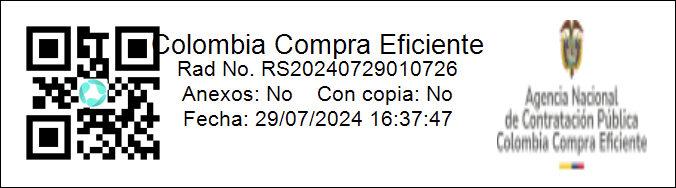 Colombia Compra Eficiente
Rad No. RS20240729010726
Anexos: No Con copia: No
Fecha: 29/07/2024 16:37:47
Agencia Nacional
de Contratación Pública
Colombia Compra Eficiente